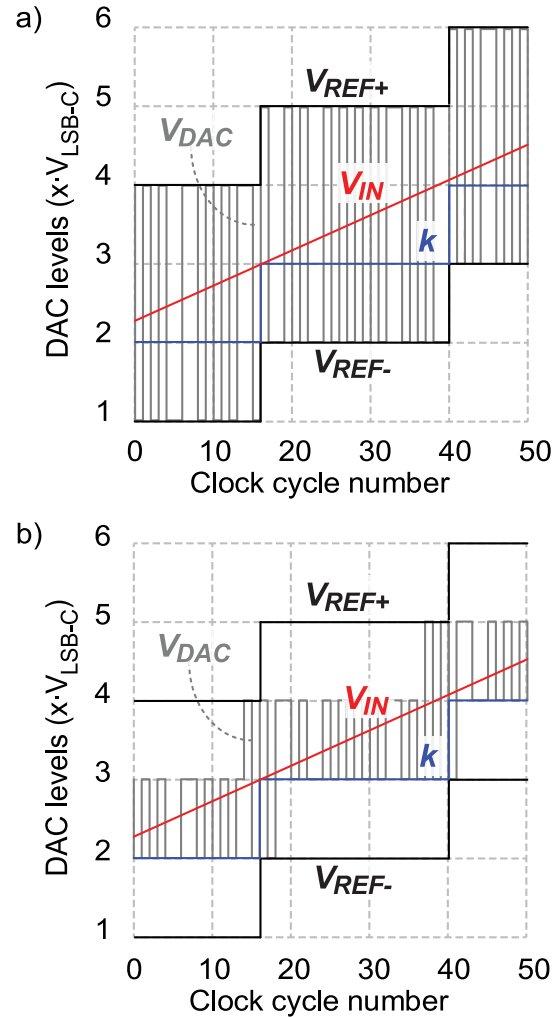 a)
6
5
4
3
2
1
DAC levels (x·V_LSB-C)
V_REF+
V_DAC
V_IN
k
V_REF-
0 10 20 30 40 50
Clock cycle number
b)
6
5
4
3
2
1
DAC levels (x·V_LSB-C)
V_REF+
V_DAC
V_IN
k
V_REF-
0 10 20 30 40 50
Clock cycle number